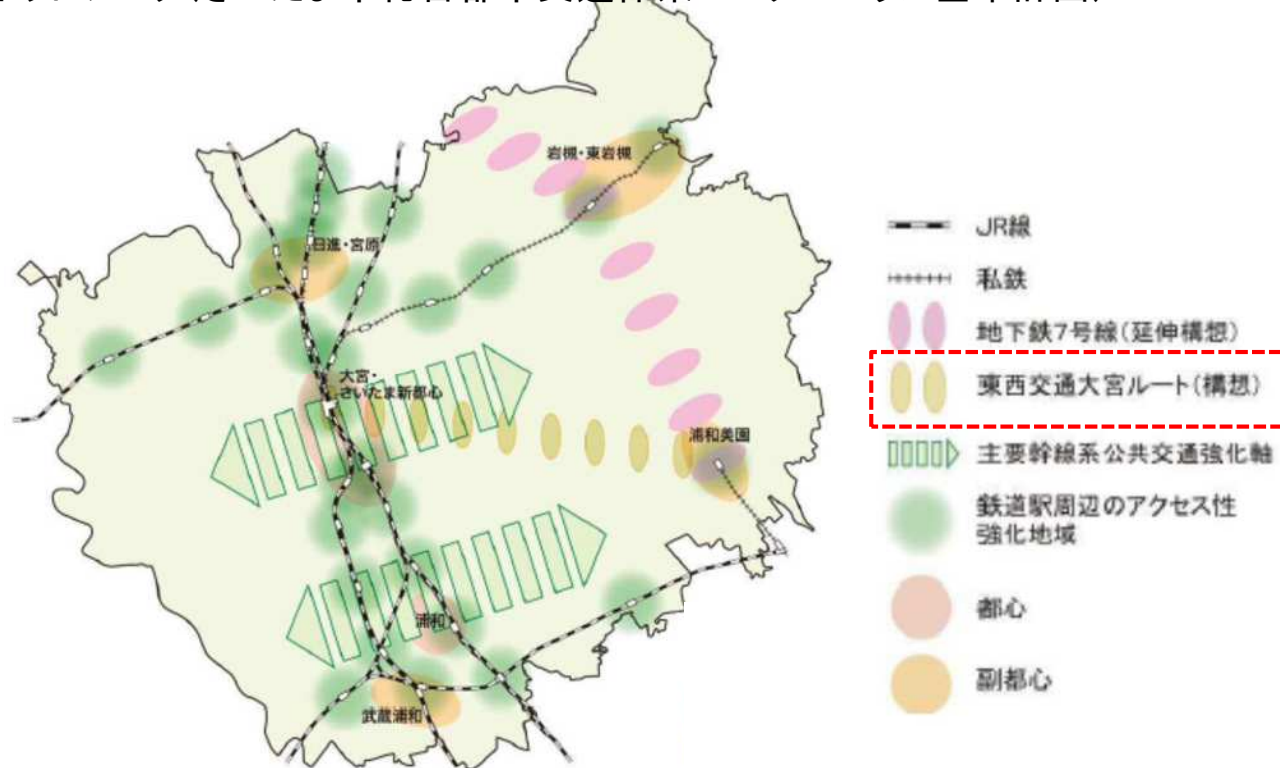 岩槻・東岩槻
日進・宮原
大宮・
さいたま新都心
浦和美園
浦和
武蔵浦和
JR線
私鉄
地下鉄7号線(延伸構想)
東西交通大宮ルート(構想)
主要幹線系公共交通強化軸
鉄道駅周辺のアクセス性
強化地域
都心
副都心